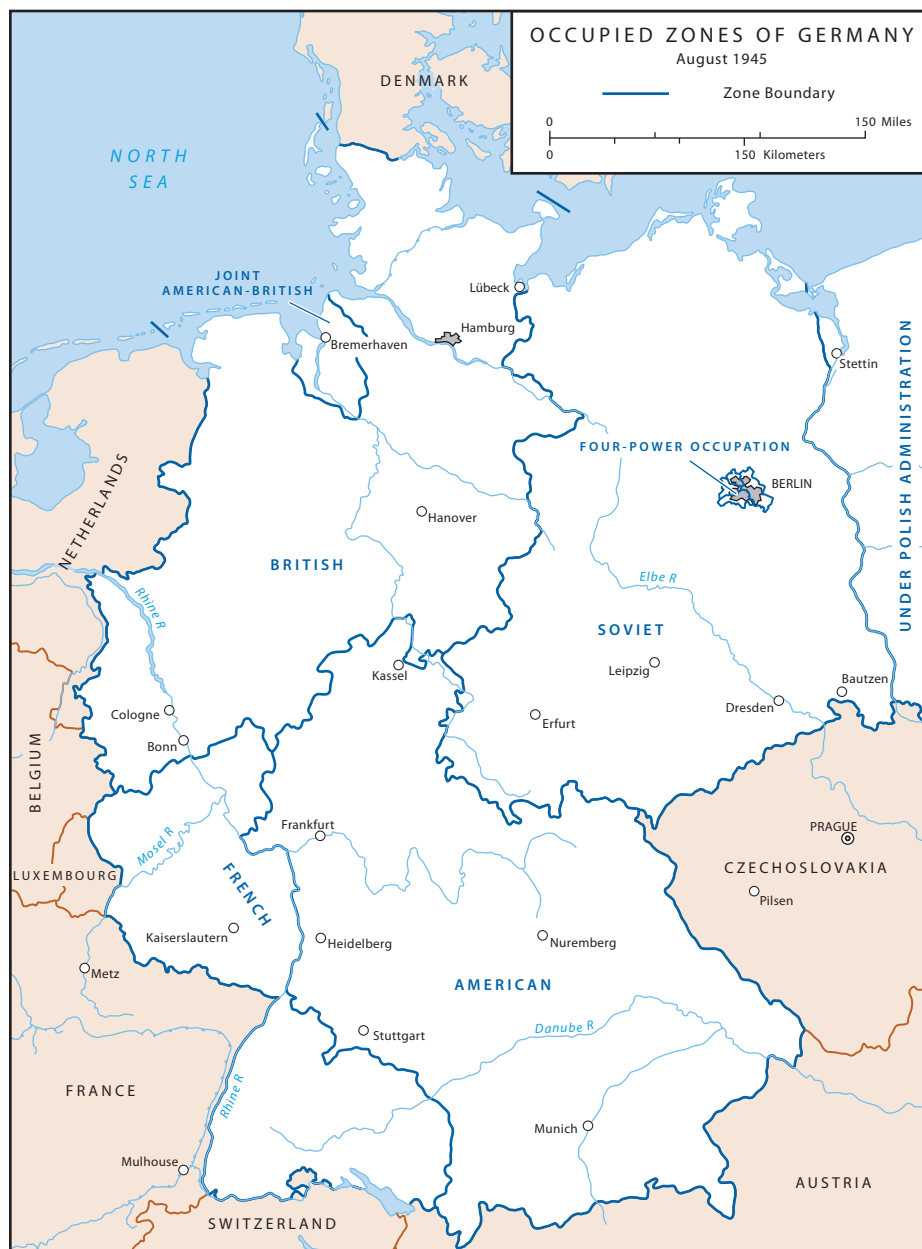 OCCUPIED ZONES OF GERMANY
August 1945
Zone Boundary
0
150 Miles
0
150 Kilometers
DENMARK
NORTH
SEA
JOINT
AMERICAN-BRITISH
Lübeck
Hamburg
Bremerhaven
Stettin
FOUR-POWER OCCUPATION
BERLIN
UNDER POLISH ADMINISTRATION
NETHERLANDS
Hanover
BRITISH
Rhine R
Elbe R
SOVIET
Kassel
Leipzig
Bautzen
Dresden
Erfurt
Cologne
Bonn
BELGIUM
Mosel R
Frankfurt
PRAGUE
LUXEMBOURG
FRENCH
CZECHOSLOVAKIA
Pilsen
Kaiserslautern
Heidelberg
Nuremberg
Metz
AMERICAN
Stuttgart
Danube R
FRANCE
Rhine R
Munich
Mulhouse
AUSTRIA
SWITZERLAND